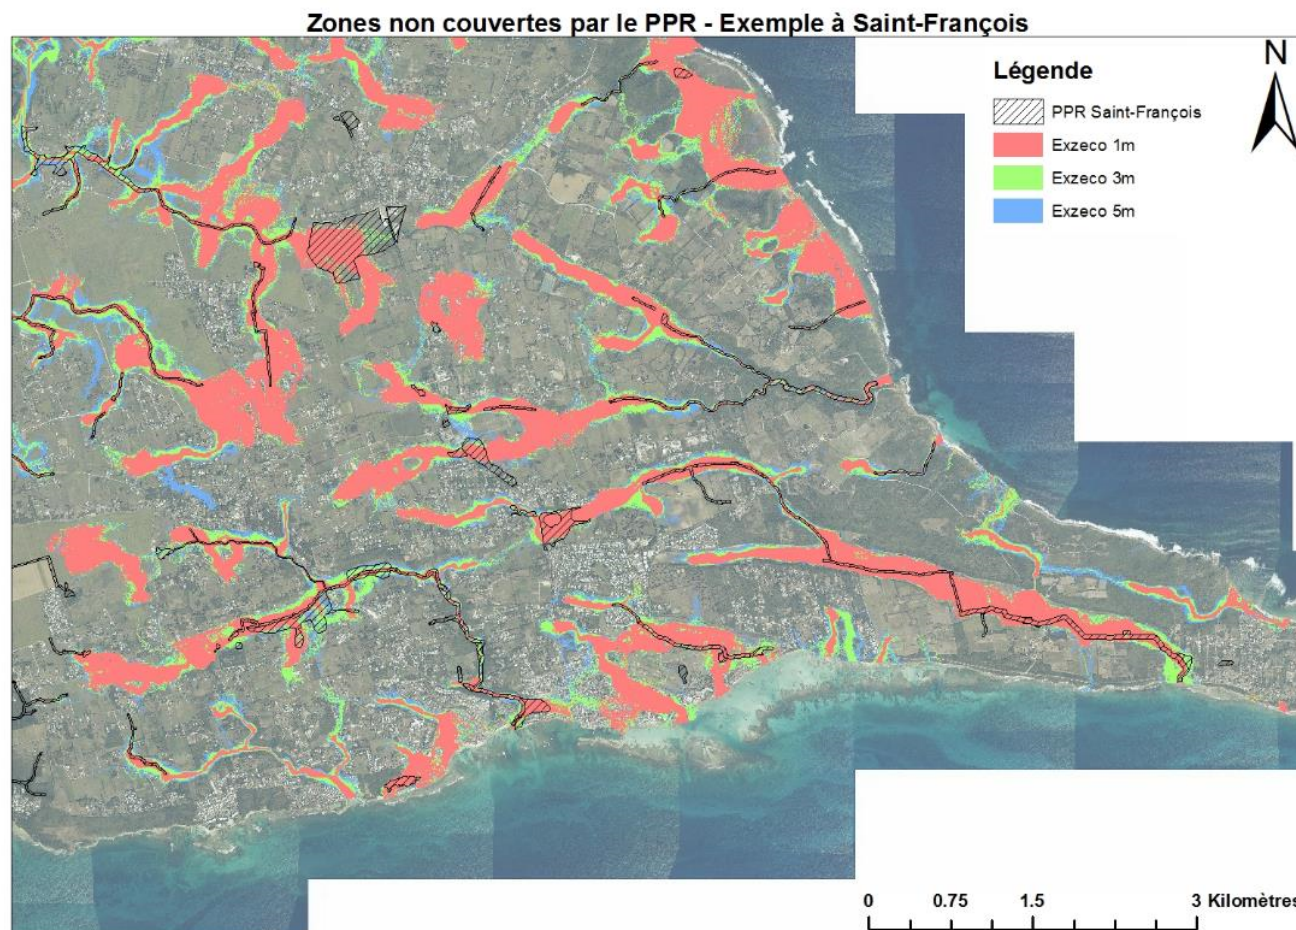 Zones non couvertes par le PPR - Exemple à Saint-François
N
Légende
PPR Saint-François
Exzeco 1m
Exzeco 3m
Exzeco 5m
0 0.75 1.5 3 Kilomètres